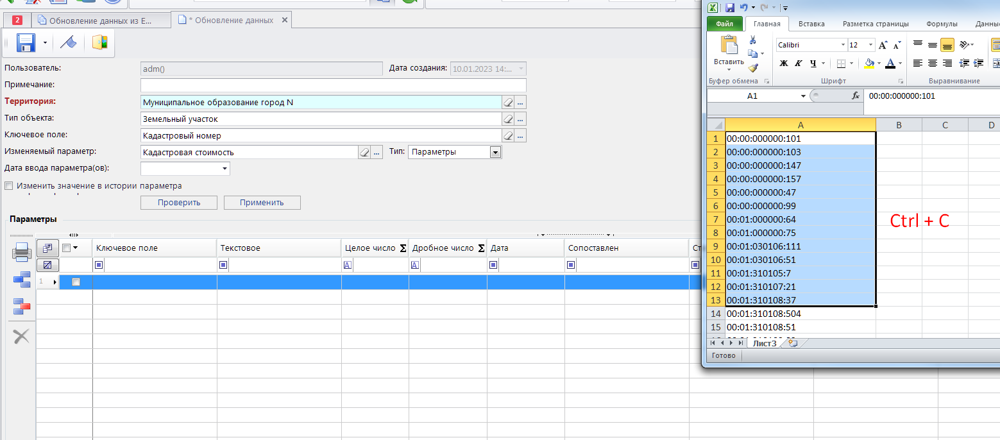 2
Обновление данных из Е...
* Обновление данных
Пользователь:
adm()
Дата создания:
10.01.2023 14:...
Примечание:
Территория:
Муниципальное образование город N
...
Тип объекта:
Земельный участок
...
Ключевое поле:
Кадастровый номер
...
Изменяемый параметр:
Кадастровая стоимость
...
Тип:
Параметры
Дата ввода параметра(ов):
Изменить значение в истории параметра
Проверить
Применить
Параметры
Ключевое поле
Текстовое
Целое число Σ
Дробное число Σ
Дата
Сопоставлен
Ст
A
A
1
Файл
Главная
Вставка
Разметка страницы
Формулы
Данны
Вставить
Calibri
12
A
A
Ж К Ч
A
Буфер обмена
Шрифт
Выравнивание
A1
fx
00:00:000000:101
A
B
C
D
1 00:00:000000:101
2 00:00:000000:103
3 00:00:000000:147
4 00:00:000000:157
5 00:00:000000:47
6 00:00:000000:99
7 00:01:000000:64
8 00:01:000000:75
9 00:01:030106:111
10 00:01:030106:51
11 00:01:310105:7
12 00:01:310107:21
13 00:01:310108:37
14 00:01:310108:504
15 00:01:310108:51
Ctrl + C
Лист3
Готово